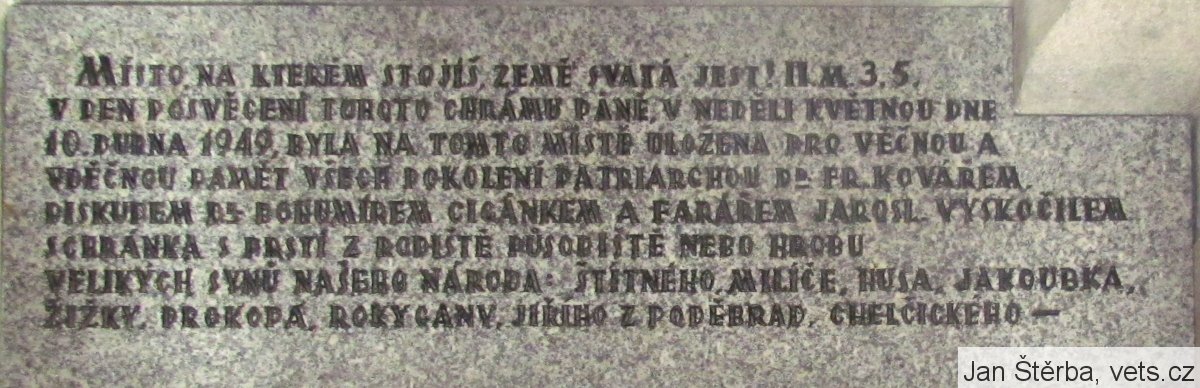 MÍSTO, NA KTEREM STOJÍŠ, ZEMĚ SVATÁ JEST! II. M. 3. 5.
V DEN POSVĚCENÍ TOHOTO CHRÁMU PÁNĚ, V NEDĚLI KVĚTNOU DNE
10. DUBNA 1949, BYLA NA TOMTO MÍSTĚ ULOŽENA PRO VĚČNOU A
VDĚČNOU PAMĚT VŠECH POKOLENÍ PATRIARCHOU DR. FR. KOVÁŘEM,
BISKUPEM DR. BOHUMÍREM CIGÁNKEM A FARÁŘEM JAROSL. VYSKOČILEM
SCHRÁNKA S PRSTÍ Z RODIŠTĚ PŮSOBIŠTĚ NEBO HROBU
VELIKÝCH SYNU NAŠEHO NÁRODA: ŠTÍTNÉHO, MILÍČE, HUSA, JAKOUBKA,
ŽIŽKY, PROKOPA, ROKYCANY, JIŘÍHO Z PODĚBRAD, CHELČICKÉHO —
Jan Štěrba, vets.cz